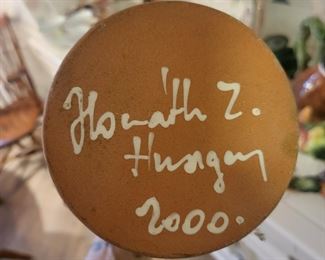 Horváth Z.
Hungary
2000.